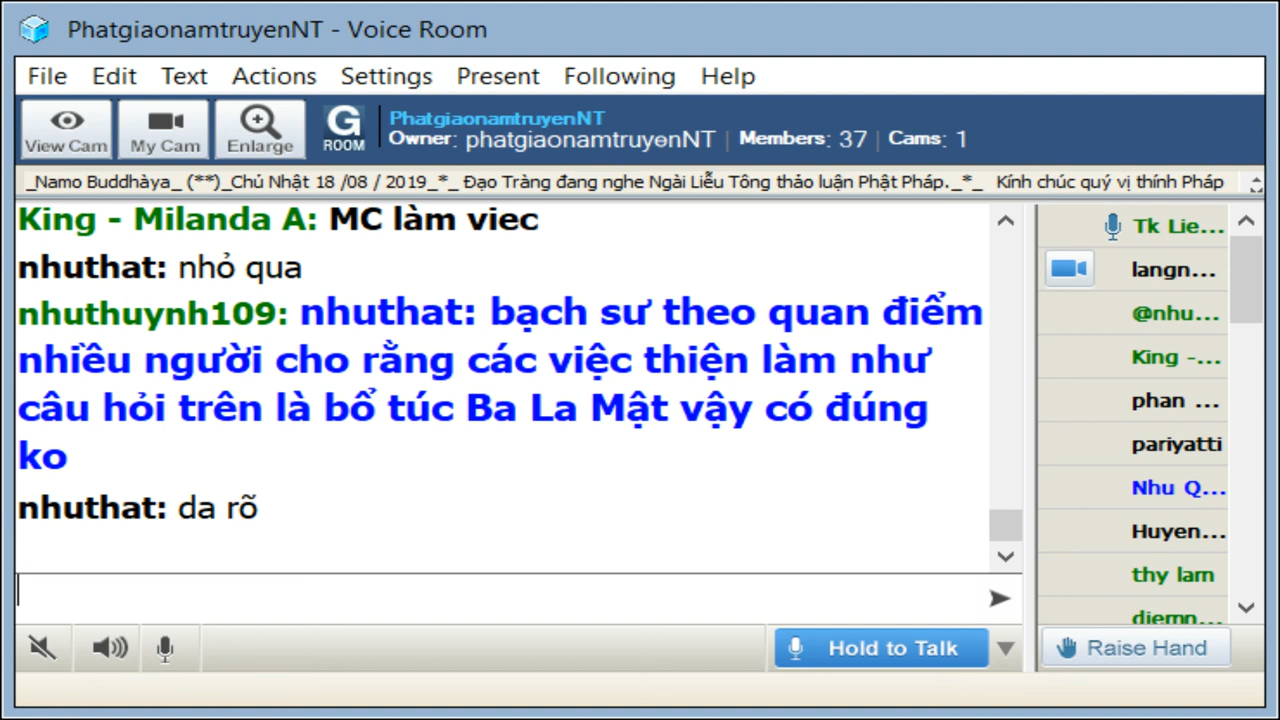 PhatgiaonamtruyenNT - Voice Room
File Edit Text Actions Settings Present Following Help
View Cam My Cam Enlarge G ROOM
PhatgiaonamtruyenNT
Owner: phatgiaonamtruyenNT | Members: 37 | Cams: 1
_Namo Buddhàya_ (**)_Chủ Nhật 18 /08 / 2019_*_ Đạo Tràng đang nghe Ngài Liễu Tông thảo luận Phật Pháp._*_ Kính chúc quý vị thính Pháp
King - Milanda A: MC làm viec
nhuthat: nhỏ qua
nhuthuynh109: nhuthat: bạch sư theo quan điểm
nhiều người cho rằng các việc thiện làm như
câu hỏi trên là bổ túc Ba La Mật vậy có đúng
ko
nhuthat: da rõ
Tk Lie...
langn...
@nhu...
King -...
phan ...
pariyatti
Nhu Q...
Huyen...
thy lam
diemn...
Hold to Talk
Raise Hand